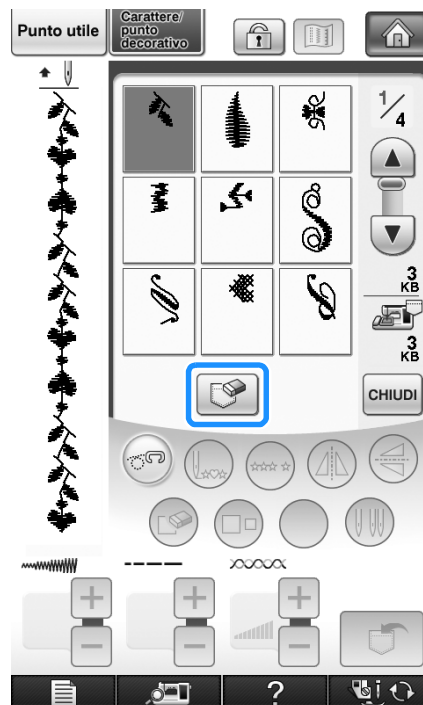 Punto utile
Carattere/
punto
decorativo
1/4
3
KB
3
KB
CHIUDI
?